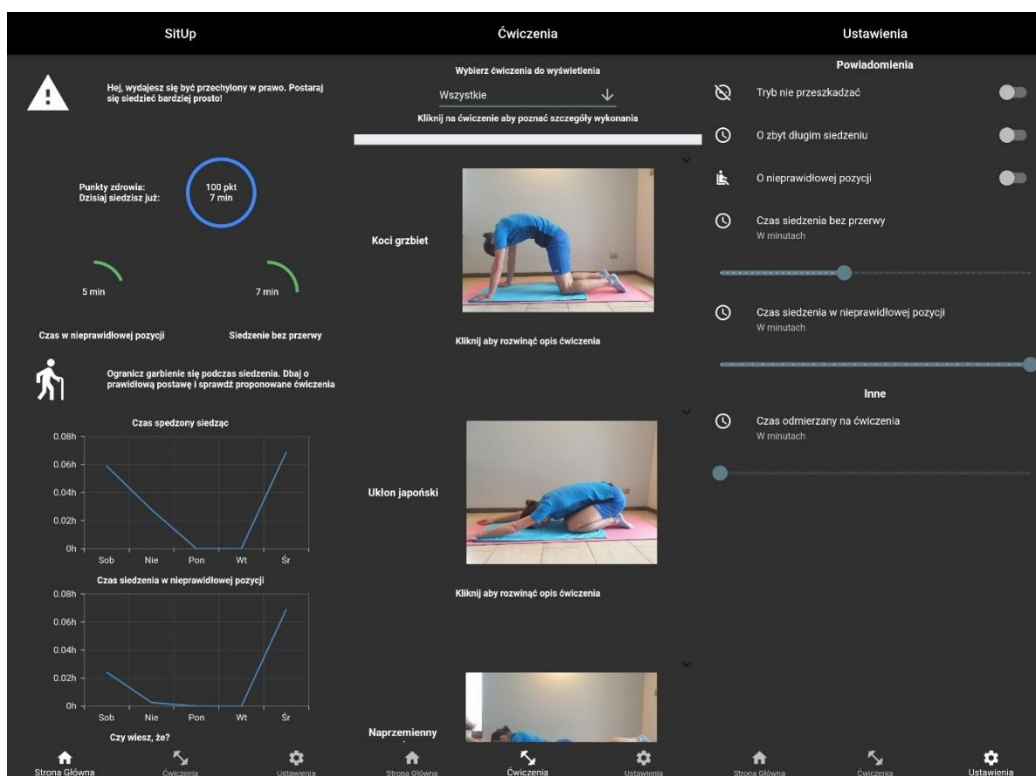 SitUp
Hej, wydajesz się być przechylony w prawo. Postaraj
się siedzieć bardziej prosto!
Punkty zdrowia:
Dzisiaj siedzisz już:
100 pkt
7 min
5 min
7 min
Czas w nieprawidłowej pozycji
Siedzenie bez przerwy
Ogranicz garbienie się podczas siedzenia. Dbaj o
prawidłową postawę i sprawdź proponowane ćwiczenia
Czas spedzony siedząc
0.08h
0.06h
0.04h
0.02h
0h
Sob Nie Pon Wt Śr
Czas siedzenia w nieprawidłowej pozycji
0.08h
0.06h
0.04h
0.02h
0h
Sob Nie Pon Wt Śr
Czy wiesz, że?
Strona Główna Ćwiczenia Ustawienia
Ćwiczenia
Wybierz ćwiczenia do wyświetlenia
Wszystkie
Kliknij na ćwiczenie aby poznać szczegóły wykonania
Koci grzbiet
Kliknij aby rozwinąć opis ćwiczenia
Ukłon japoński
Kliknij aby rozwinąć opis ćwiczenia
Naprzemienny
Strona Główna Ćwiczenia Ustawienia
Ustawienia
Powiadomienia
Tryb nie przeszkadzać
O zbyt długim siedzeniu
O nieprawidłowej pozycji
Czas siedzenia bez przerwy
W minutach
Czas siedzenia w nieprawidłowej pozycji
W minutach
Inne
Czas odmierzany na ćwiczenia
W minutach
Strona Główna Ćwiczenia Ustawienia